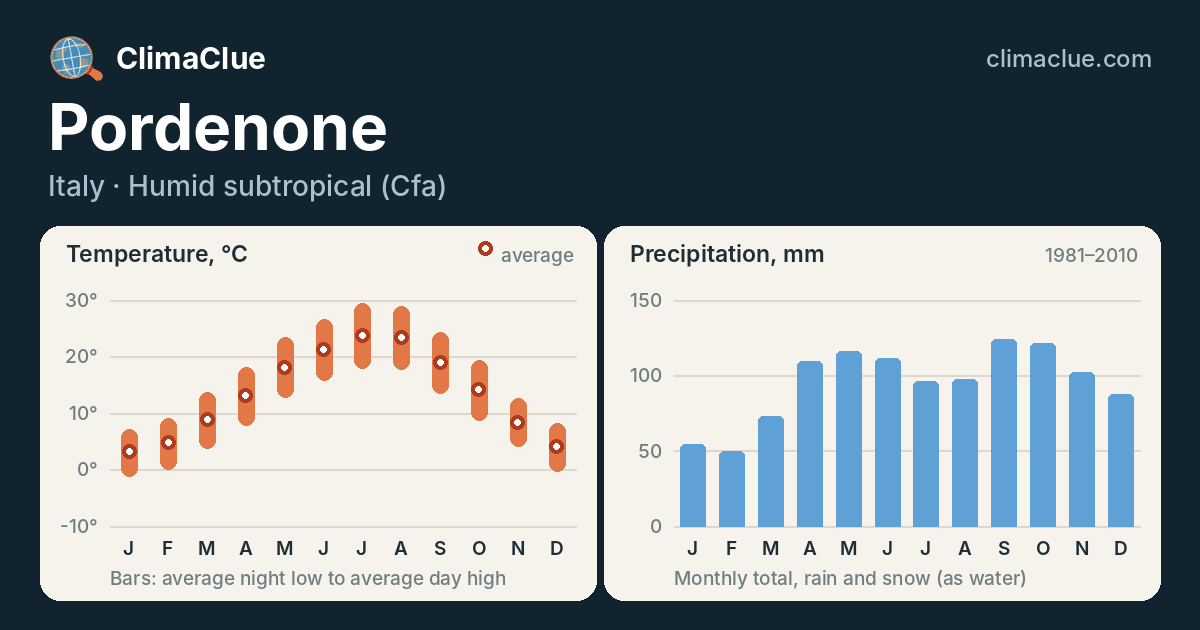 ClimaClue
climaclue.com
Pordenone
Italy · Humid subtropical (Cfa)
Temperature, °C
average
30°
20°
10°
0°
-10°
J F M A M J J A S O N D
Bars: average night low to average day high
Precipitation, mm
1981–2010
150
100
50
0
J F M A M J J A S O N D
Monthly total, rain and snow (as water)